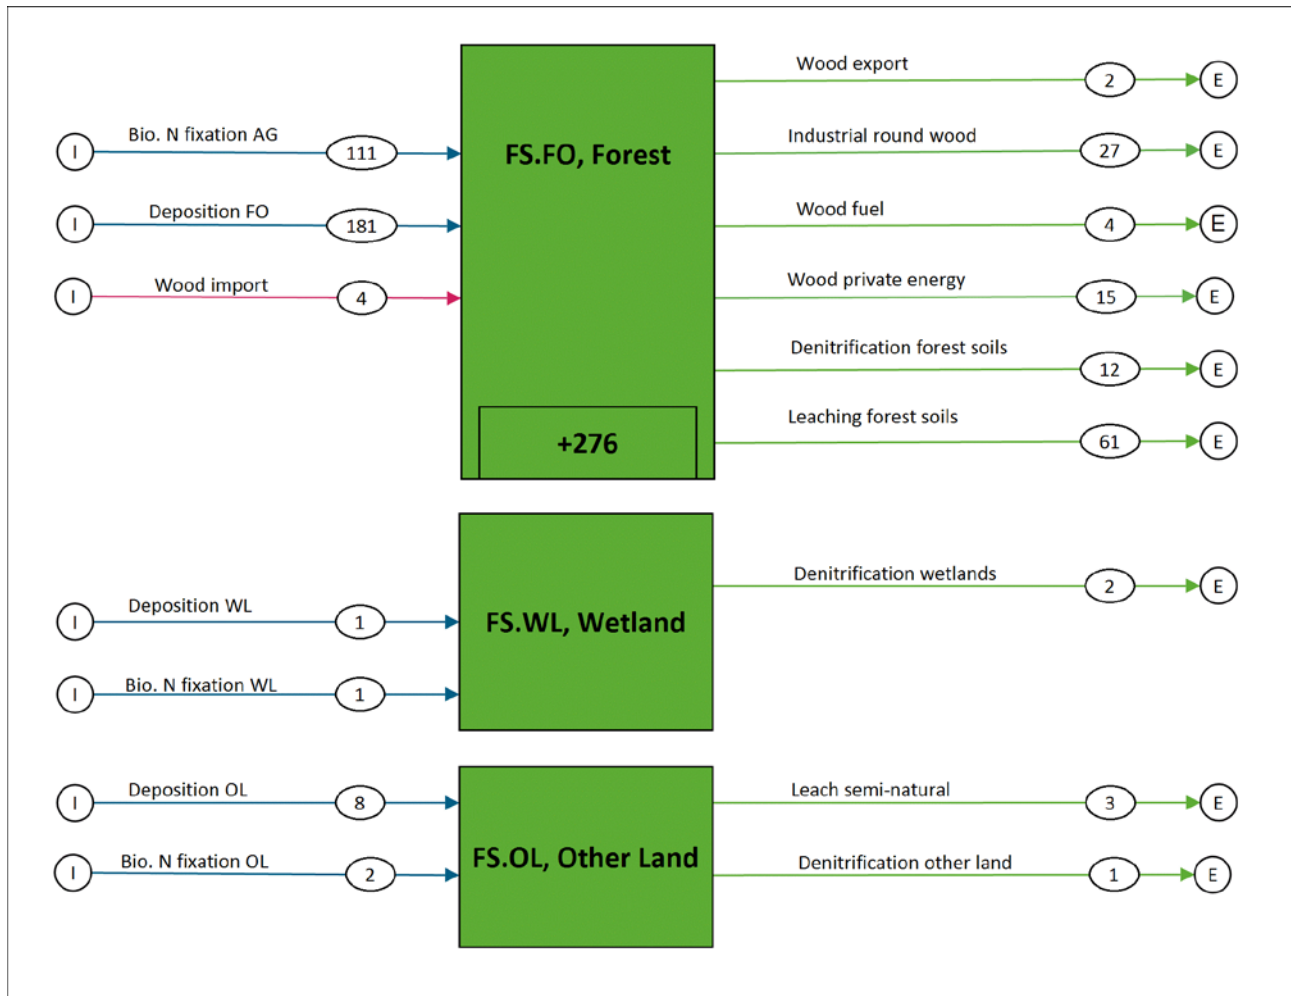 Wood export
2
E
Bio. N fixation AG
I
111
FS.FO, Forest
Industrial round wood
27
E
Deposition FO
I
181
Wood fuel
4
E
Wood import
I
4
Wood private energy
15
E
Denitrification forest soils
12
E
Leaching forest soils
61
E
+276
Denitrification wetlands
2
E
Deposition WL
I
1
FS.WL, Wetland
Bio. N fixation WL
I
1
Deposition OL
I
8
Leach semi-natural
3
E
FS.OL, Other Land
Bio. N fixation OL
I
2
Denitrification other land
1
E